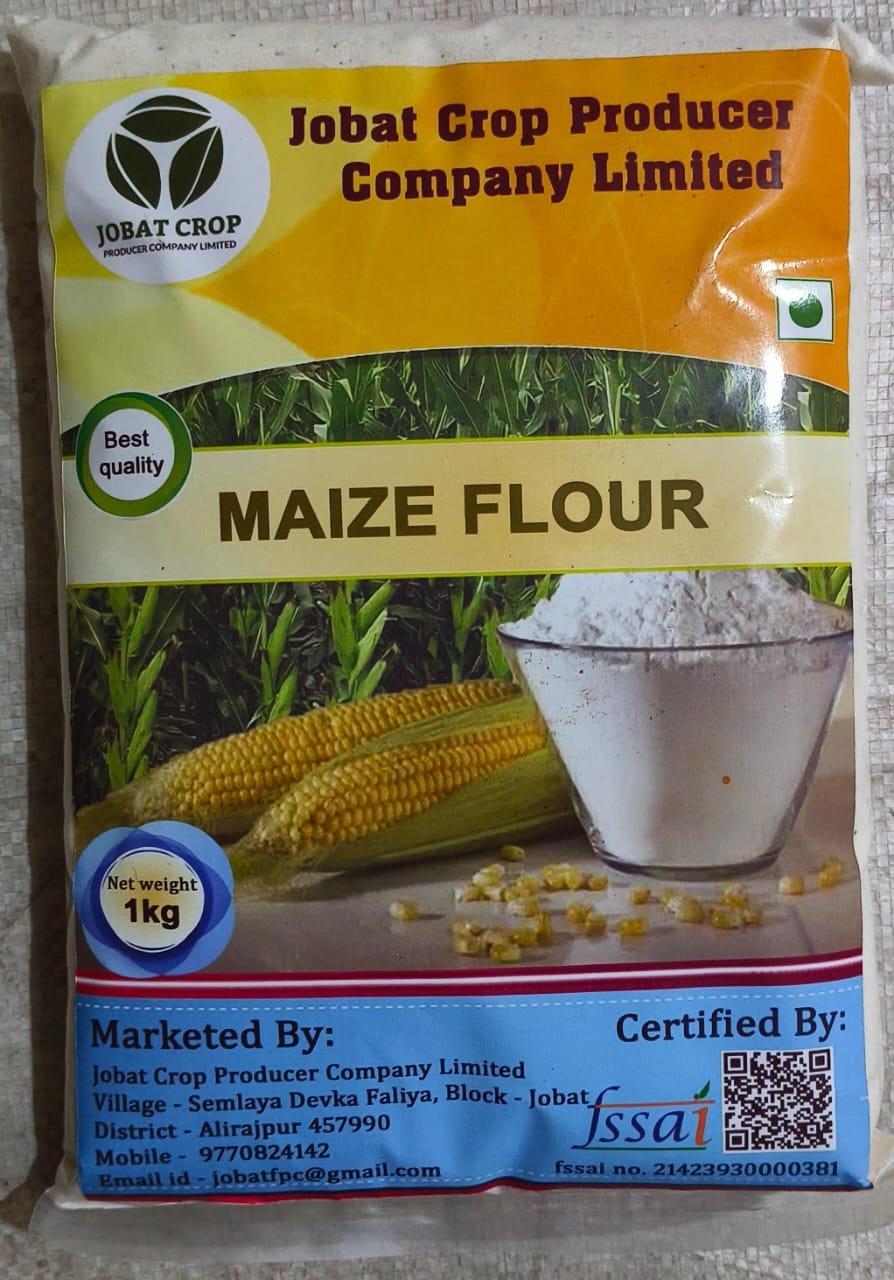 JOBAT CROP
PRODUCER COMPANY LIMITED
Jobat Crop Producer
Company Limited
Best
quality
MAIZE FLOUR
Net weight
1kg
Marketed By:
Jobat Crop Producer Company Limited
Village - Semlaya Devka Faliya, Block - Jobat
District - Alirajpur 457990
Mobile - 9770824142
Email id - jobatfpc@gmail.com
Certified By:
fssai
fssai no. 21423930000381